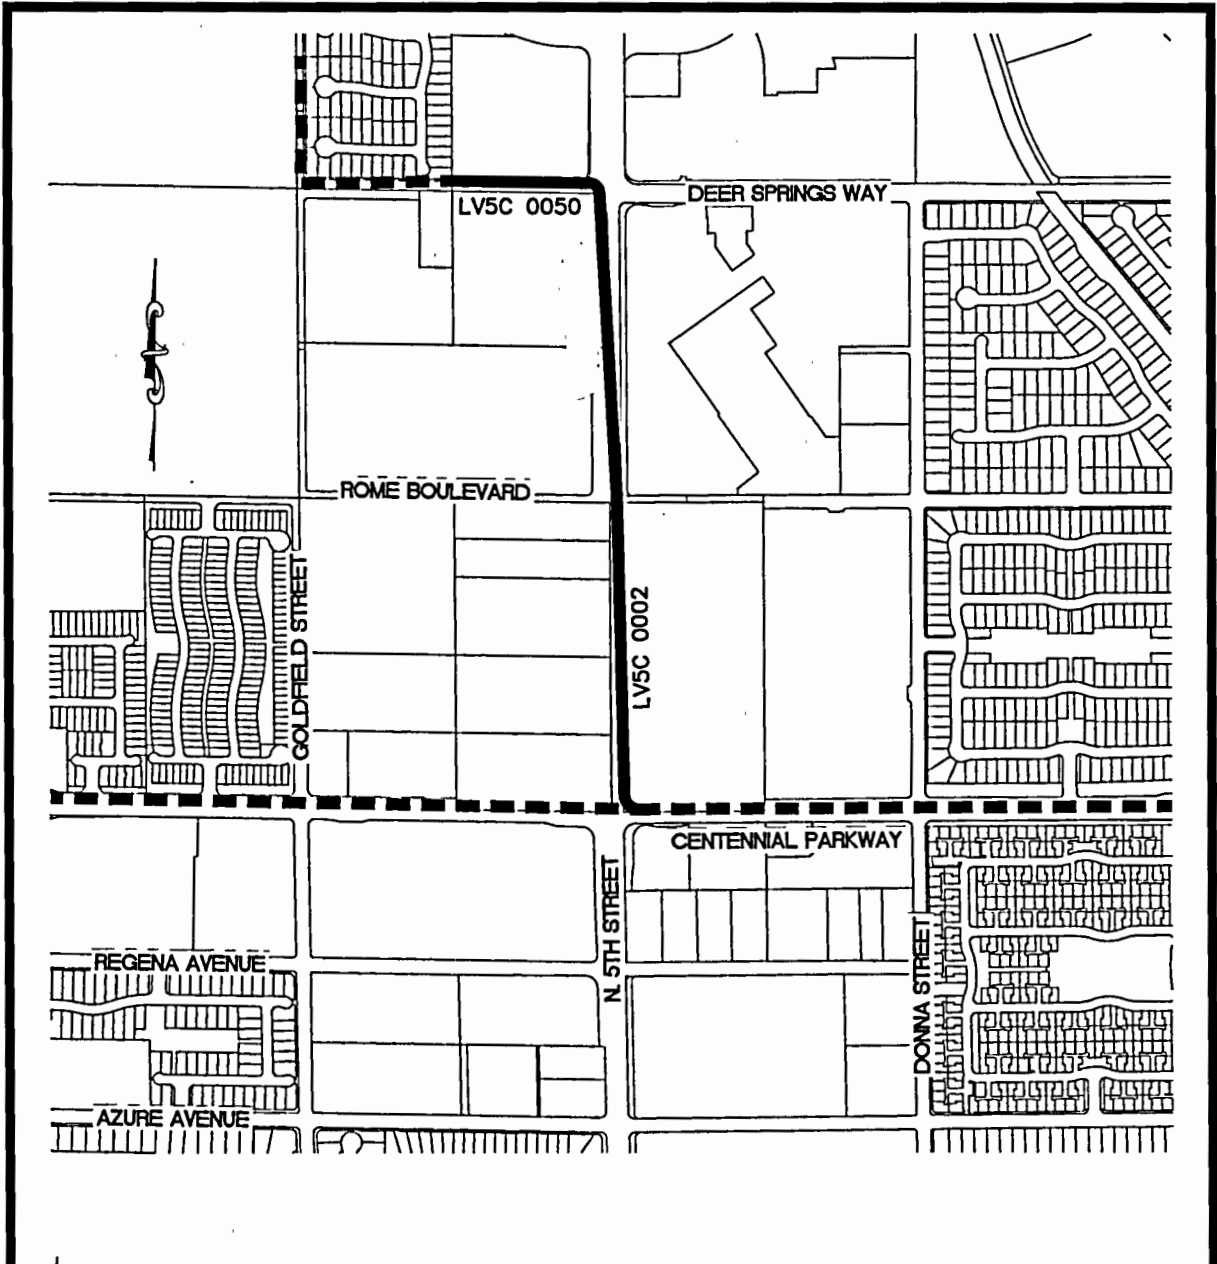 DEER SPRINGS WAY
LV5C 0050
ROME BOULEVARD
GOLDFIELD STREET
LV5C 0002
CENTENNIAL PARKWAY
N. 5TH STREET
DONNA STREET
REGENA AVENUE
AZURE AVENUE